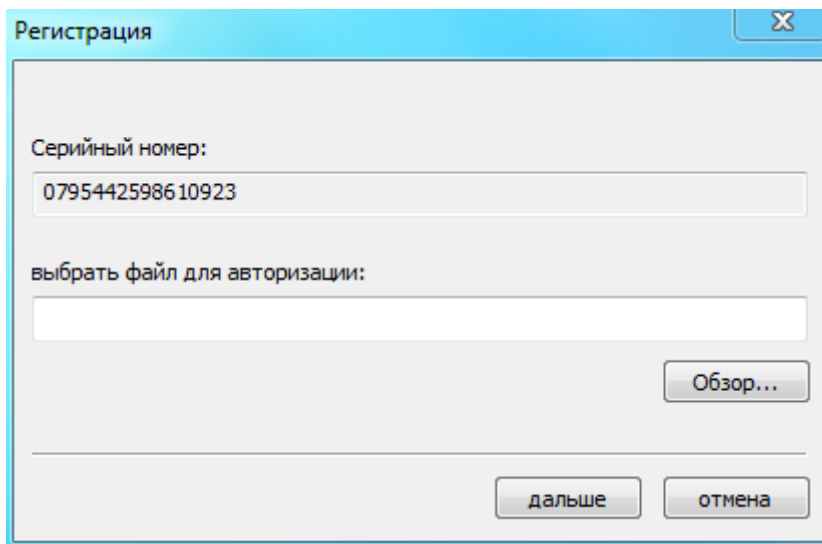 Регистрация
Серийный номер:
0795442598610923
выбрать файл для авторизации:
Обзор...
дальше отмена